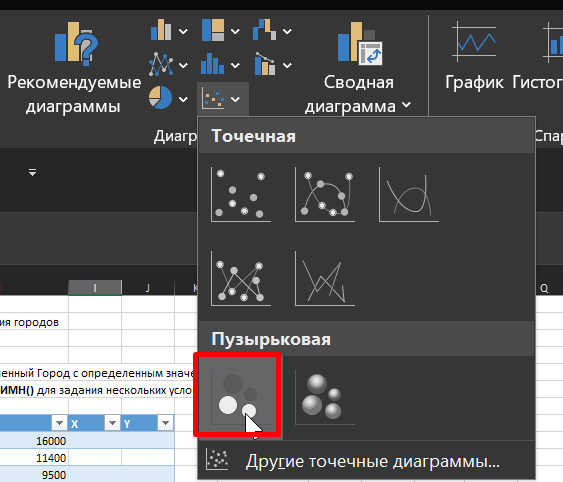 Рекомендуемые
диаграммы
Сводная
диаграмма
График
Гистог
Диагр
Спар
Точечная
I
J
K
Q
ия городов
Пузырьковая
ленный Город с определенным значе
ИМН() для задания нескольких усло
X
Y
16000
11400
9500
Другие точечные диаграммы...